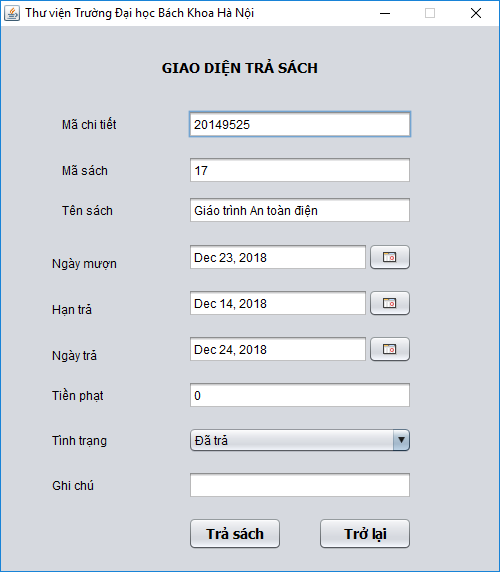 Thư viện Trường Đại học Bách Khoa Hà Nội
GIAO DIỆN TRẢ SÁCH
Mã chi tiết 20149525
Mã sách 17
Tên sách Giáo trình An toàn điện
Ngày mượn Dec 23, 2018
Hạn trả Dec 14, 2018
Ngày trả Dec 24, 2018
Tiền phạt 0
Tình trạng Đã trả
Ghi chú
Trả sách Trở lại